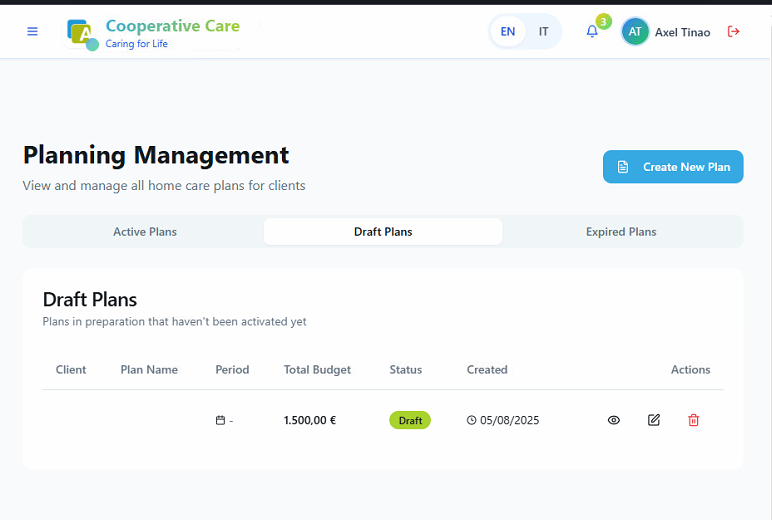 Cooperative Care
Caring for Life
EN IT
3
AT Axel Tinao
Planning Management
View and manage all home care plans for clients
Create New Plan
Active Plans Draft Plans Expired Plans
Draft Plans
Plans in preparation that haven't been activated yet
Client Plan Name Period Total Budget Status Created Actions
- 1.500,00 € Draft 05/08/2025